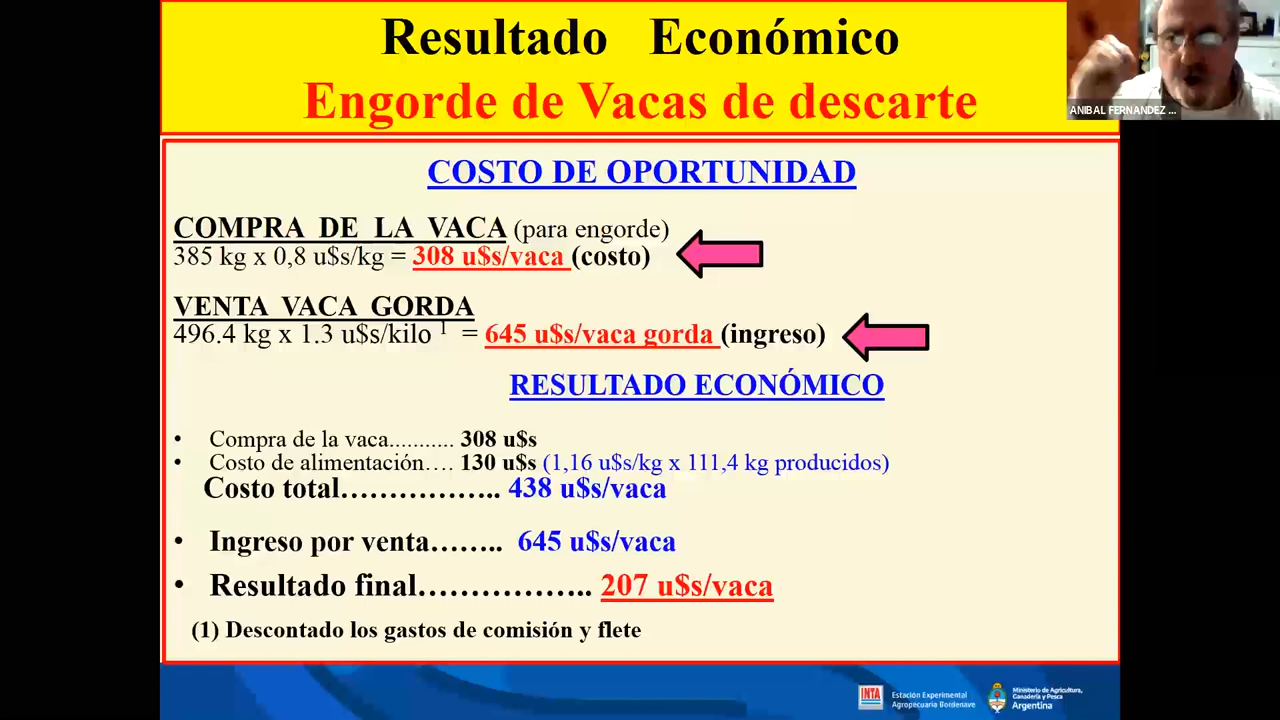 Resultado Económico
Engorde de Vacas de descarte
ANIBAL FERNANDEZ ...
COSTO DE OPORTUNIDAD
COMPRA DE LA VACA (para engorde)
385 kg x 0,8 u$s/kg = 308 u$s/vaca (costo)
VENTA VACA GORDA
496.4 kg x 1.3 u$s/kilo ¹ = 645 u$s/vaca gorda (ingreso)
RESULTADO ECONÓMICO
• Compra de la vaca........... 308 u$s
• Costo de alimentación…. 130 u$s (1,16 u$s/kg x 111,4 kg producidos)
Costo total…………….. 438 u$s/vaca
• Ingreso por venta…….. 645 u$s/vaca
• Resultado final…………….. 207 u$s/vaca
(1) Descontado los gastos de comisión y flete
INTA
Estación Experimental
Agropecuaria Bordenave
Ministerio de Agricultura,
Ganadería y Pesca
Argentina